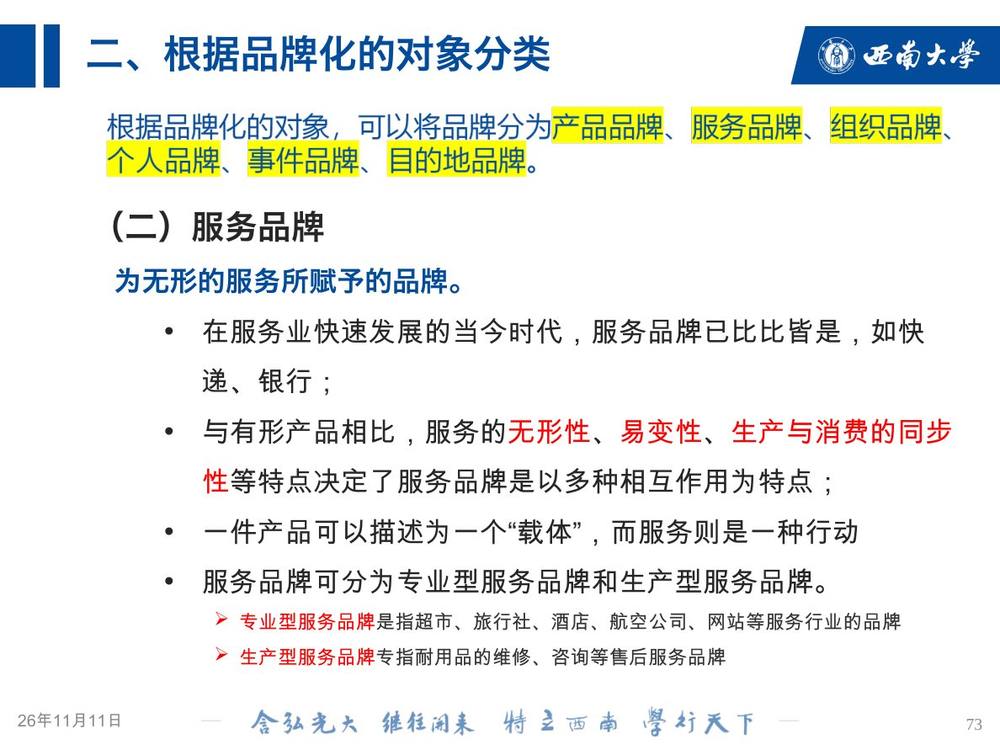 二、根据品牌化的对象分类
西南大学
根据品牌化的对象，可以将品牌分为产品品牌、服务品牌、组织品牌、
个人品牌、事件品牌、目的地品牌。
（二）服务品牌
为无形的服务所赋予的品牌。
• 在服务业快速发展的当今时代，服务品牌已比比皆是，如快
递、银行；
• 与有形产品相比，服务的无形性、易变性、生产与消费的同步
性等特点决定了服务品牌是以多种相互作用为特点；
• 一件产品可以描述为一个“载体”，而服务则是一种行动
• 服务品牌可分为专业型服务品牌和生产型服务品牌。
➢ 专业型服务品牌是指超市、旅行社、酒店、航空公司、网站等服务行业的品牌
➢ 生产型服务品牌专指耐用品的维修、咨询等售后服务品牌
26年11月11日
含弘光大 继往开来 特立西南 学行天下
73